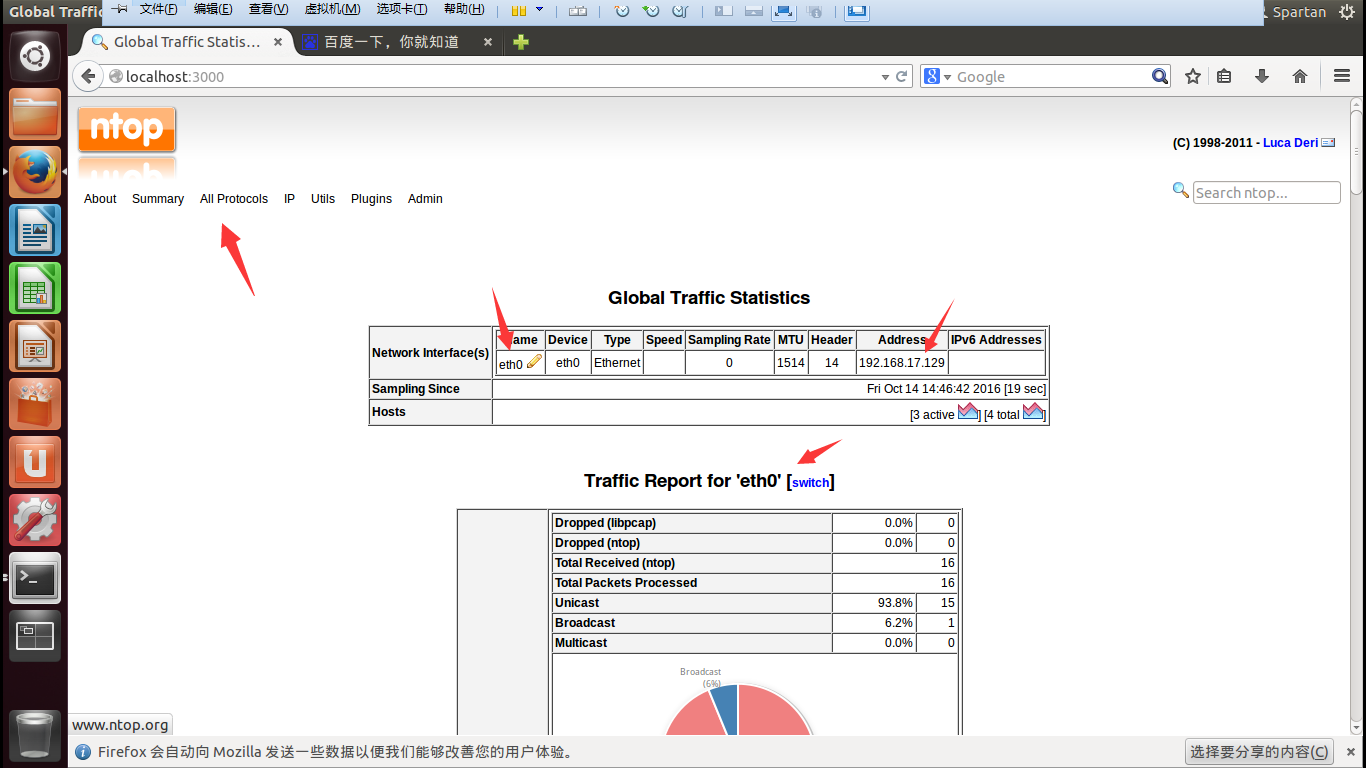 Global Traffic
文件(F) 编辑(E) 查看(V) 虚拟机(M) 选项卡(T) 帮助(H)
Spartan
Global Traffic Statis... 百度一下，你就知道
localhost:3000
Google
ntop
(C) 1998-2011 - Luca Deri
About Summary All Protocols IP Utils Plugins Admin
Search ntop...
Global Traffic Statistics
Network Interface(s)
Name Device Type Speed Sampling Rate MTU Header Address IPv6 Addresses
eth0 eth0 Ethernet 0 1514 14 192.168.17.129
Sampling Since Fri Oct 14 14:46:42 2016 [19 sec]
Hosts [3 active ] [4 total ]
Traffic Report for 'eth0' [switch]
Dropped (libpcap) 0.0% 0
Dropped (ntop) 0.0% 0
Total Received (ntop) 16
Total Packets Processed 16
Unicast 93.8% 15
Broadcast 6.2% 1
Multicast 0.0% 0
Broadcast
(6%)
www.ntop.org
Firefox 会自动向 Mozilla 发送一些数据以便我们能够改善您的用户体验。
选择要分享的内容(C)